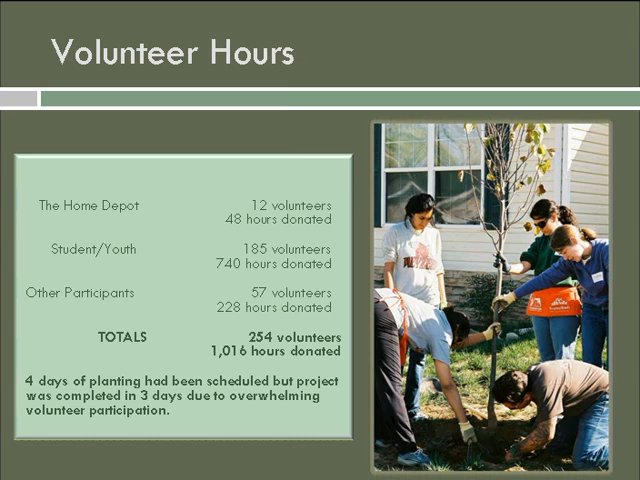 Volunteer Hours
The Home Depot 12 volunteers
48 hours donated
Student/Youth 185 volunteers
740 hours donated
Other Participants 57 volunteers
228 hours donated
TOTALS 254 volunteers
1,016 hours donated
4 days of planting had been scheduled but project
was completed in 3 days due to overwhelming
volunteer participation.